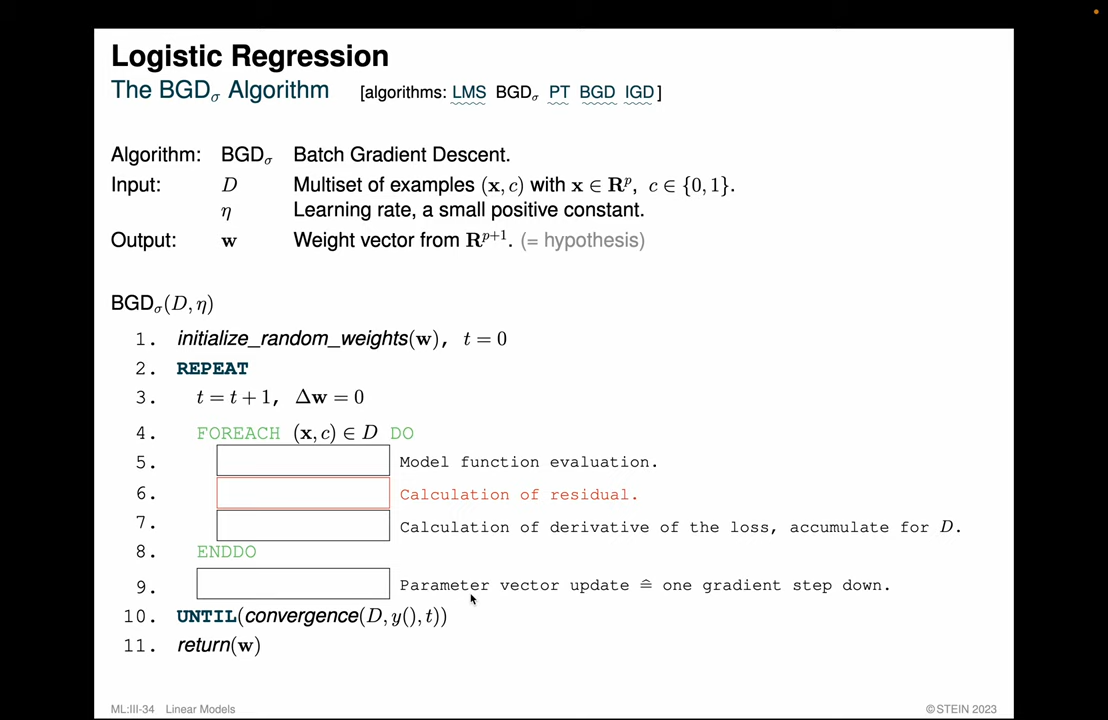 Logistic Regression
The BGDσ Algorithm [algorithms: LMS BGDσ PT BGD IGD ]
Algorithm: BGDσ Batch Gradient Descent.
Input: D Multiset of examples (x, c) with x ∈ Rᵖ, c ∈ {0, 1}.
η Learning rate, a small positive constant.
Output: w Weight vector from Rᵖ⁺¹. (= hypothesis)
BGDσ(D, η)
1. initialize_random_weights(w), t = 0
2. REPEAT
3. t = t + 1, Δw = 0
4. FOREACH (x, c) ∈ D DO
5. Model function evaluation.
6. Calculation of residual.
7. Calculation of derivative of the loss, accumulate for D.
8. ENDDO
9. Parameter vector update ≙ one gradient step down.
10. UNTIL(convergence(D, y(), t))
11. return(w)
ML:III-34 Linear Models © STEIN 2023